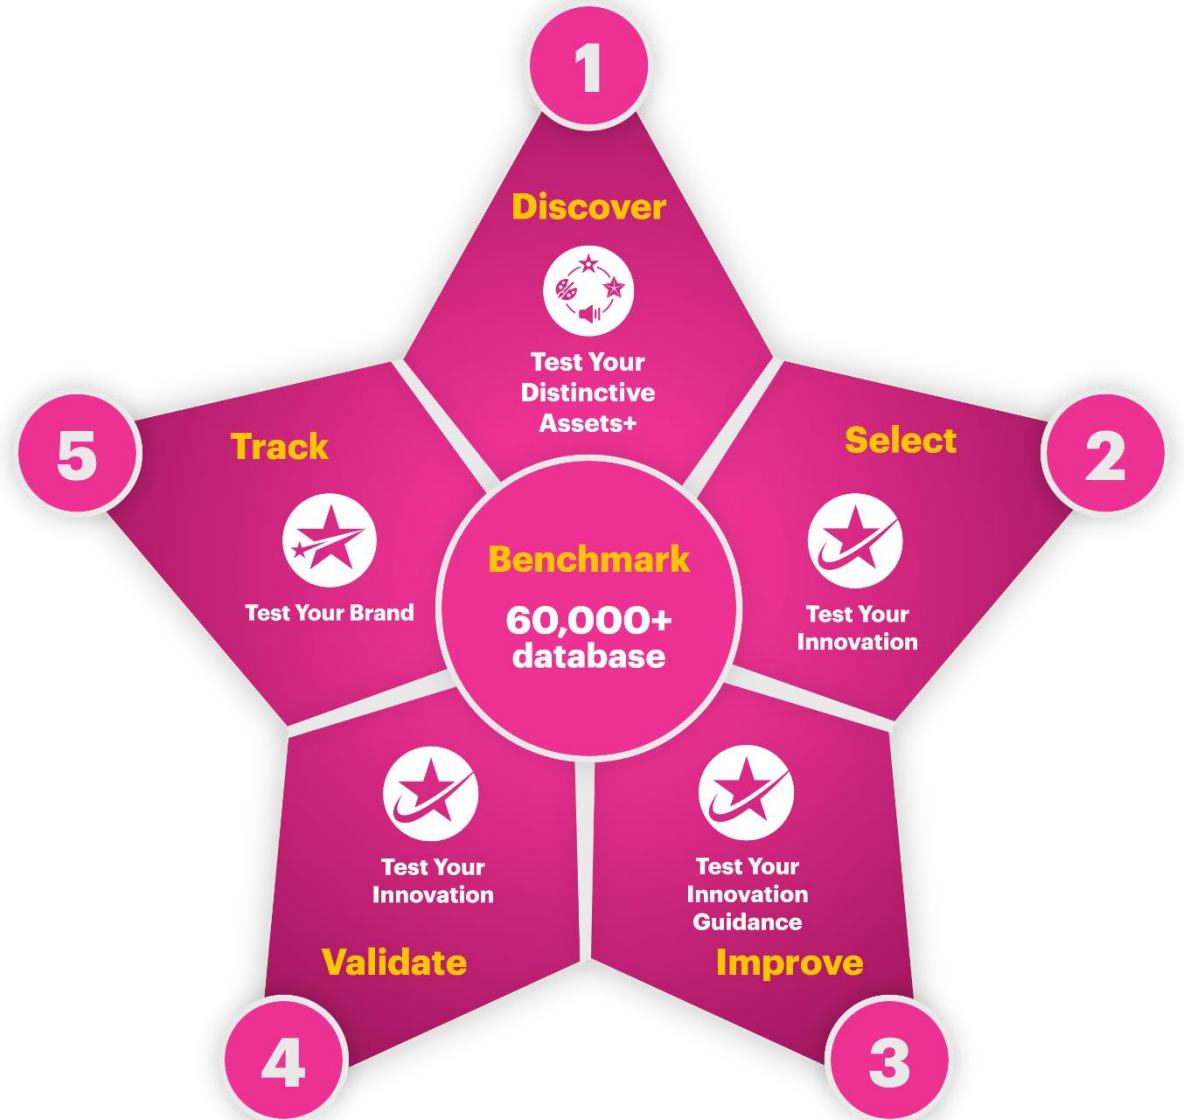 1
Discover
Test Your
Distinctive
Assets+
2
Select
Test Your
Innovation
3
Test Your
Innovation
Guidance
Improve
4
Test Your
Innovation
Validate
5
Track
Test Your Brand
Benchmark
60,000+
database